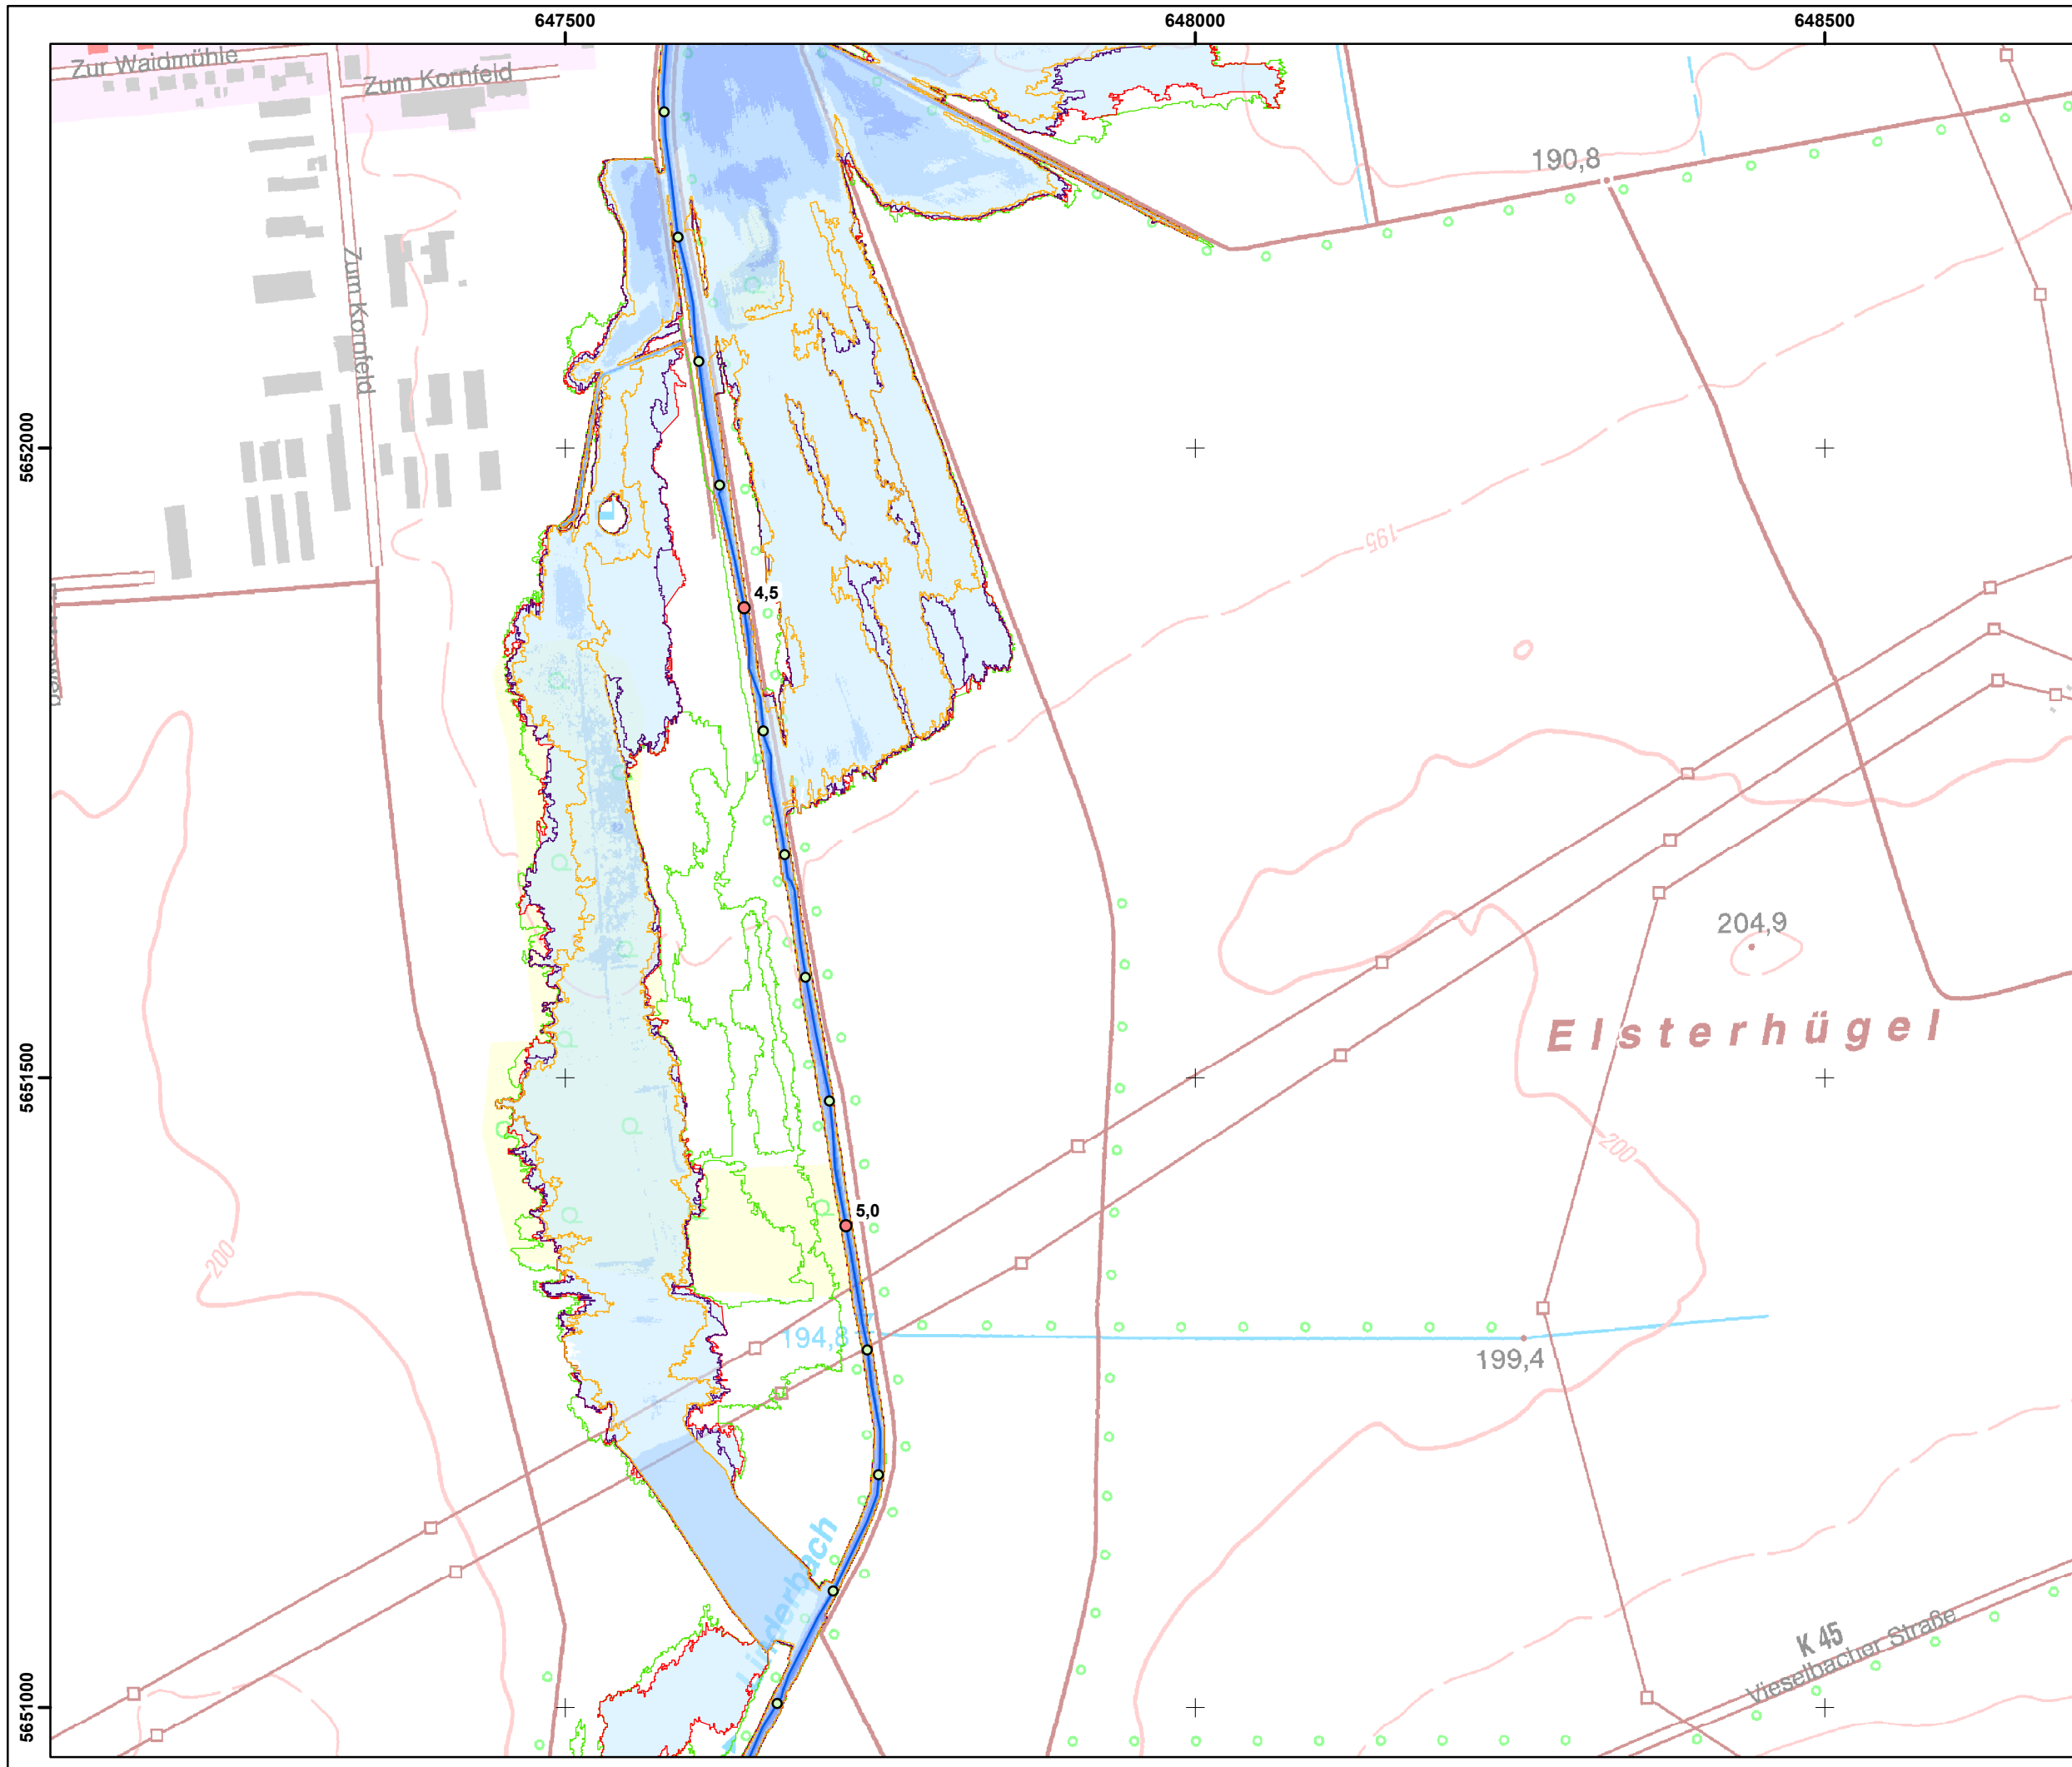 647500
648000
648500
Zur Waidmühle
Zum Kornfeld
190,8
Zum Kornfeld
5652000
195
4,5
204,9
Elsterhügel
5651500
200
200
5,0
194,8
199,4
Linderbach
K 45
Vieselbacher Straße
5651000